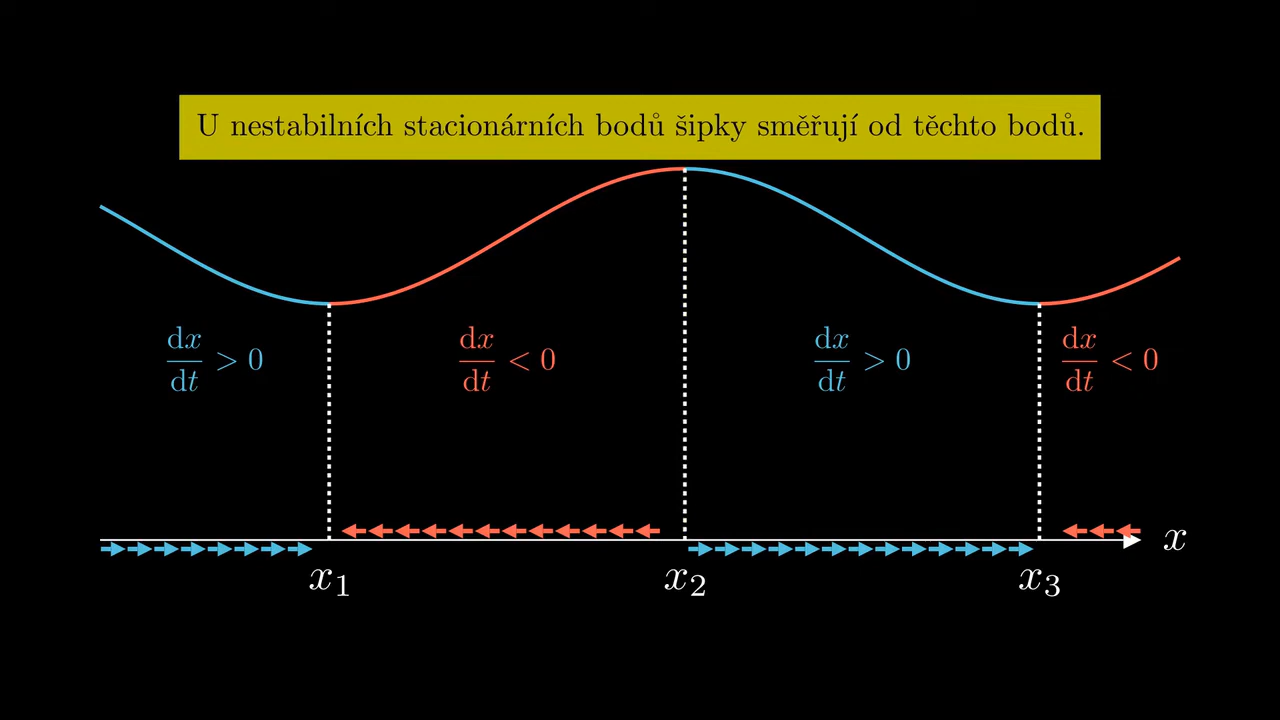 U nestabilních stacionárních bodů šipky směřují od těchto bodů.
dx/dt > 0
dx/dt < 0
dx/dt > 0
dx/dt < 0
x
x₁
x₂
x₃